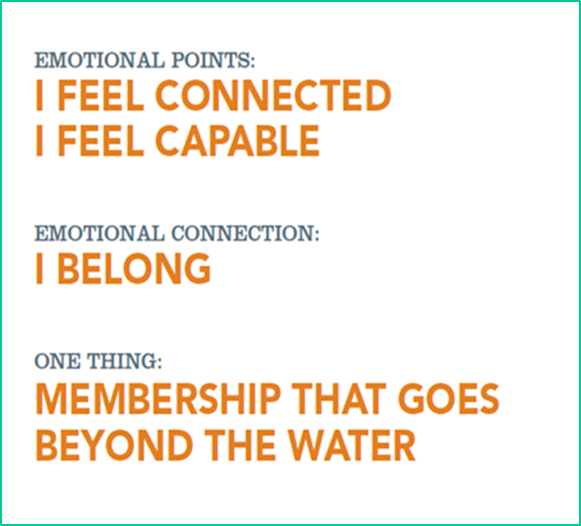 EMOTIONAL POINTS:
I FEEL CONNECTED
I FEEL CAPABLE
EMOTIONAL CONNECTION:
I BELONG
ONE THING:
MEMBERSHIP THAT GOES
BEYOND THE WATER